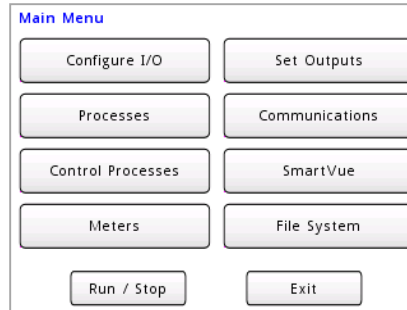 Main Menu
Configure I/O
Set Outputs
Processes
Communications
Control Processes
SmartVue
Meters
File System
Run / Stop
Exit